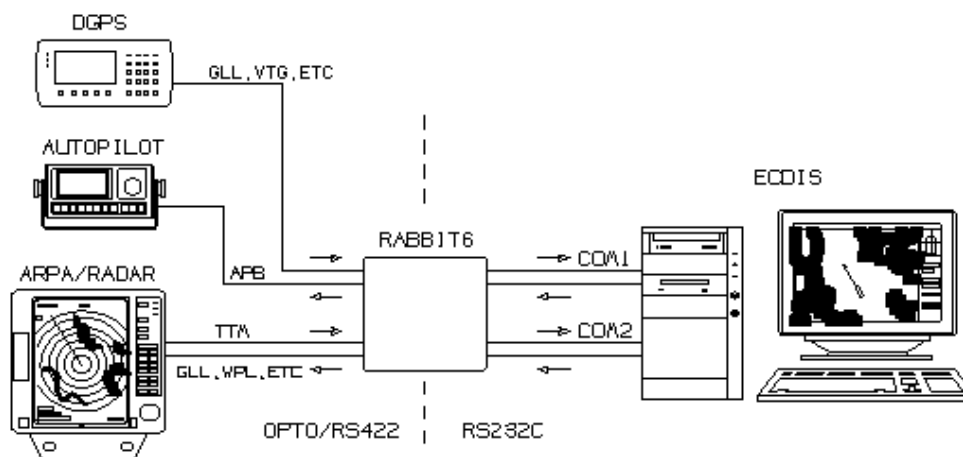 DGPS
GLL,VTG,ETC
AUTOPILOT
ECDIS
RABBIT6
ARPA/RADAR
APB
COM1
TTM
COM2
GLL,WPL,ETC
OPTO/RS422
RS232C